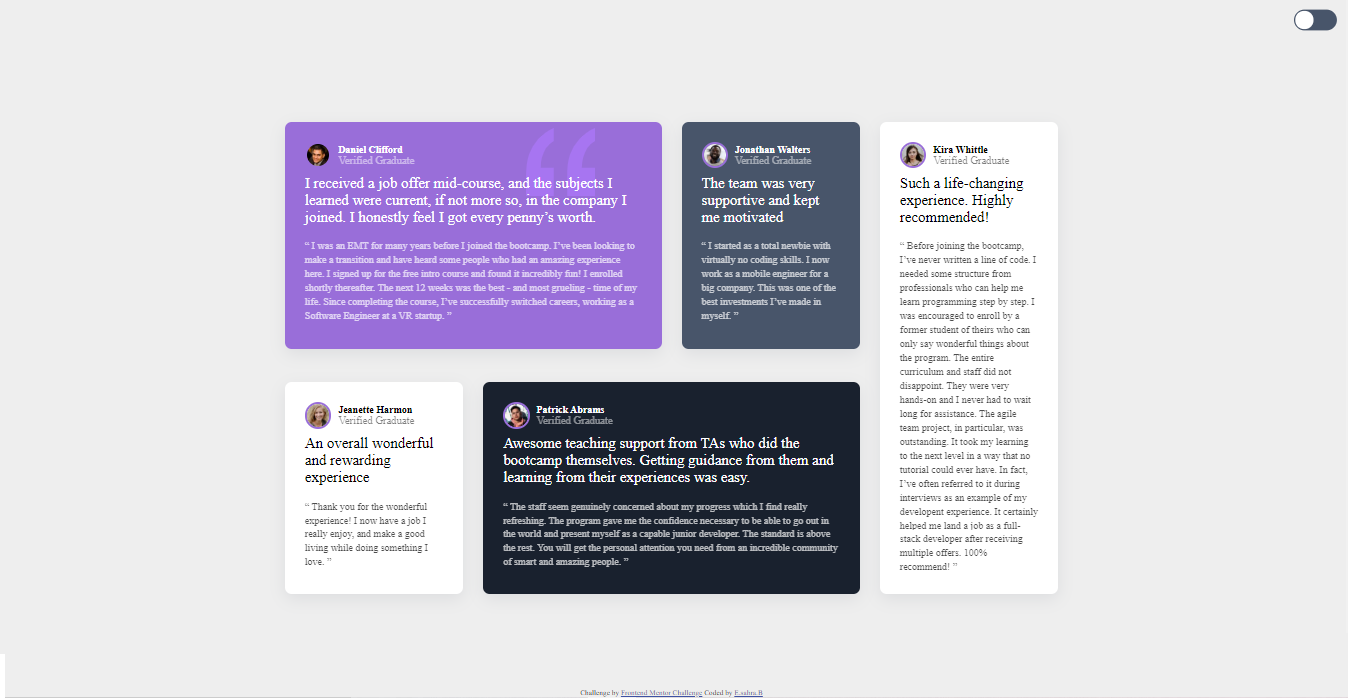 Daniel Clifford
Verified Graduate
I received a job offer mid-course, and the subjects I
learned were current, if not more so, in the company I
joined. I honestly feel I got every penny’s worth.
“ I was an EMT for many years before I joined the bootcamp. I’ve been looking to
make a transition and have heard some people who had an amazing experience
here. I signed up for the free intro course and found it incredibly fun! I enrolled
shortly thereafter. The next 12 weeks was the best - and most grueling - time of my
life. Since completing the course, I’ve successfully switched careers, working as a
Software Engineer at a VR startup. ”
Jonathan Walters
Verified Graduate
The team was very
supportive and kept
me motivated
“ I started as a total newbie with
virtually no coding skills. I now
work as a mobile engineer for a
big company. This was one of the
best investments I’ve made in
myself. ”
Kira Whittle
Verified Graduate
Such a life-changing
experience. Highly
recommended!
“ Before joining the bootcamp,
I’ve never written a line of code. I
needed some structure from
professionals who can help me
learn programming step by step. I
was encouraged to enroll by a
former student of theirs who can
only say wonderful things about
the program. The entire
curriculum and staff did not
disappoint. They were very
hands-on and I never had to wait
long for assistance. The agile
team project, in particular, was
outstanding. It took my learning
to the next level in a way that no
tutorial could ever have. In fact,
I’ve often referred to it during
interviews as an example of my
developent experience. It certainly
helped me land a job as a full-
stack developer after receiving
multiple offers. 100%
recommend! ”
Jeanette Harmon
Verified Graduate
An overall wonderful
and rewarding
experience
“ Thank you for the wonderful
experience! I now have a job I
really enjoy, and make a good
living while doing something I
love. ”
Patrick Abrams
Verified Graduate
Awesome teaching support from TAs who did the
bootcamp themselves. Getting guidance from them and
learning from their experiences was easy.
“ The staff seem genuinely concerned about my progress which I find really
refreshing. The program gave me the confidence necessary to be able to go out in
the world and present myself as a capable junior developer. The standard is above
the rest. You will get the personal attention you need from an incredible community
of smart and amazing people. ”
Challenge by Frontend Mentor Challenge Coded by E.sahra.B